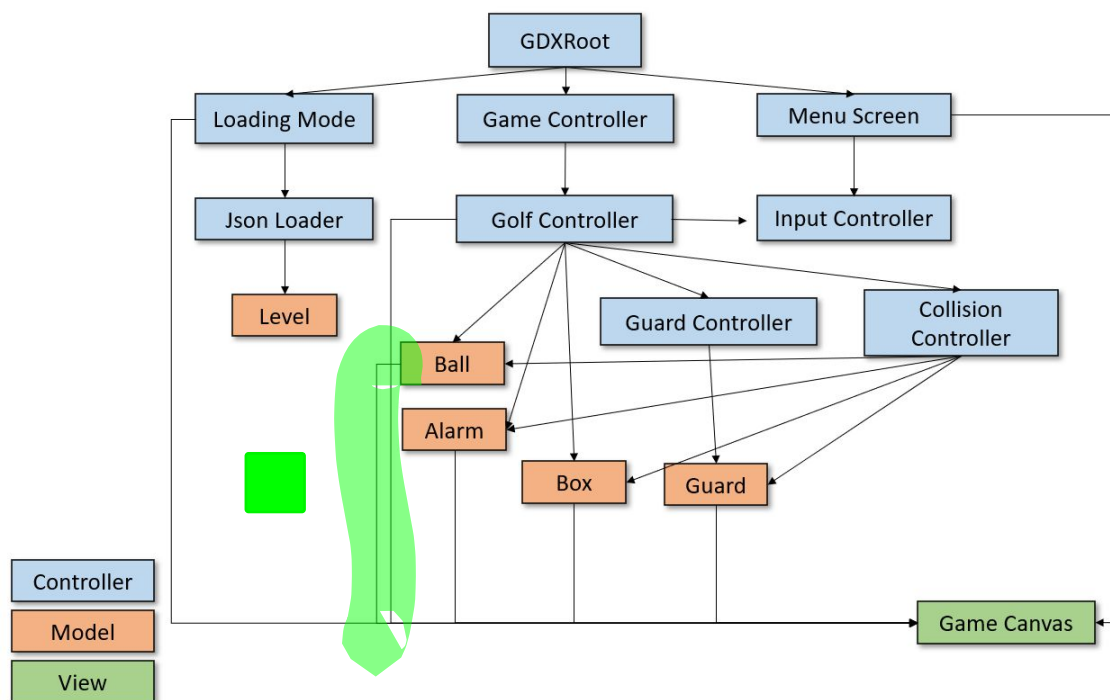 GDXRoot
Loading Mode
Game Controller
Menu Screen
Json Loader
Golf Controller
Input Controller
Level
Guard Controller
Collision
Controller
Ball
Alarm
Box
Guard
Controller
Model
View
Game Canvas